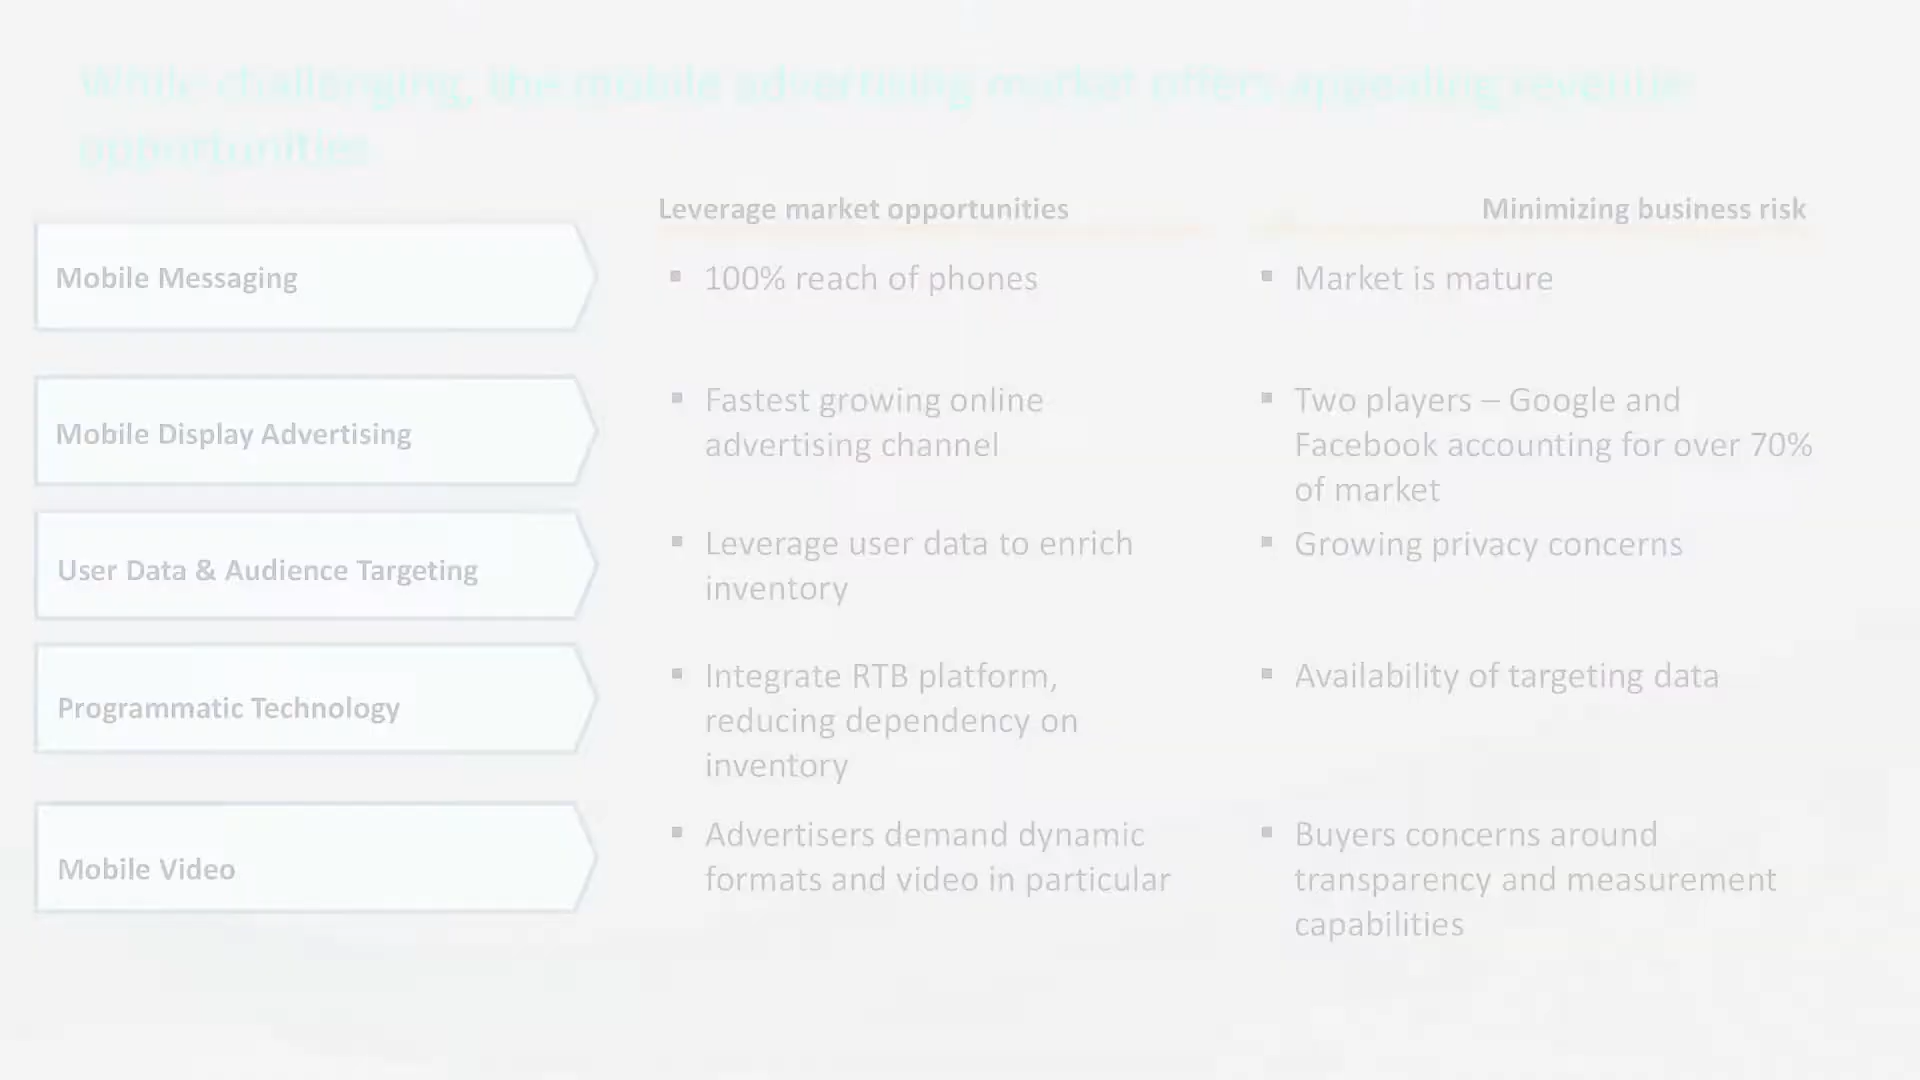 While challenging, the mobile advertising market offers appealing revenue
opportunities
Leverage market opportunities
Minimizing business risk
Mobile Messaging
▪ 100% reach of phones
▪ Market is mature
Mobile Display Advertising
▪ Fastest growing online
advertising channel
▪ Two players – Google and
Facebook accounting for over 70%
of market
User Data & Audience Targeting
▪ Leverage user data to enrich
inventory
▪ Growing privacy concerns
Programmatic Technology
▪ Integrate RTB platform,
reducing dependency on
inventory
▪ Availability of targeting data
Mobile Video
▪ Advertisers demand dynamic
formats and video in particular
▪ Buyers concerns around
transparency and measurement
capabilities